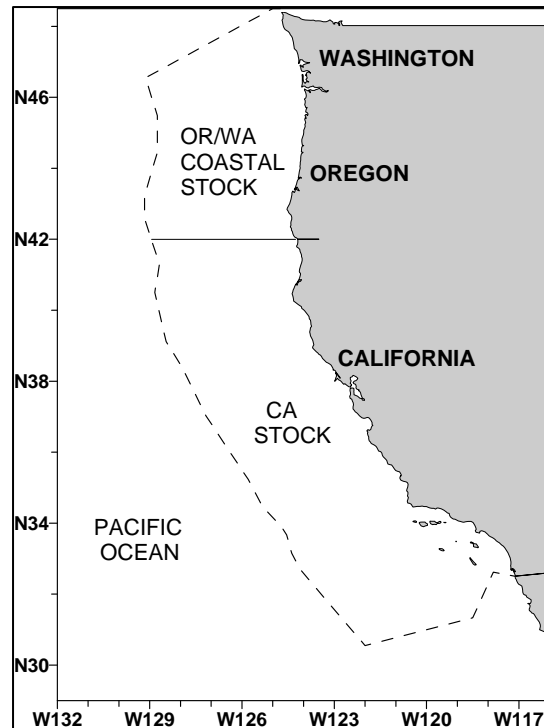 WASHINGTON
N46
OR/WA
COASTAL
STOCK
OREGON
N42
CALIFORNIA
N38
CA
STOCK
N34
PACIFIC
OCEAN
N30
W132 W129 W126 W123 W120 W117